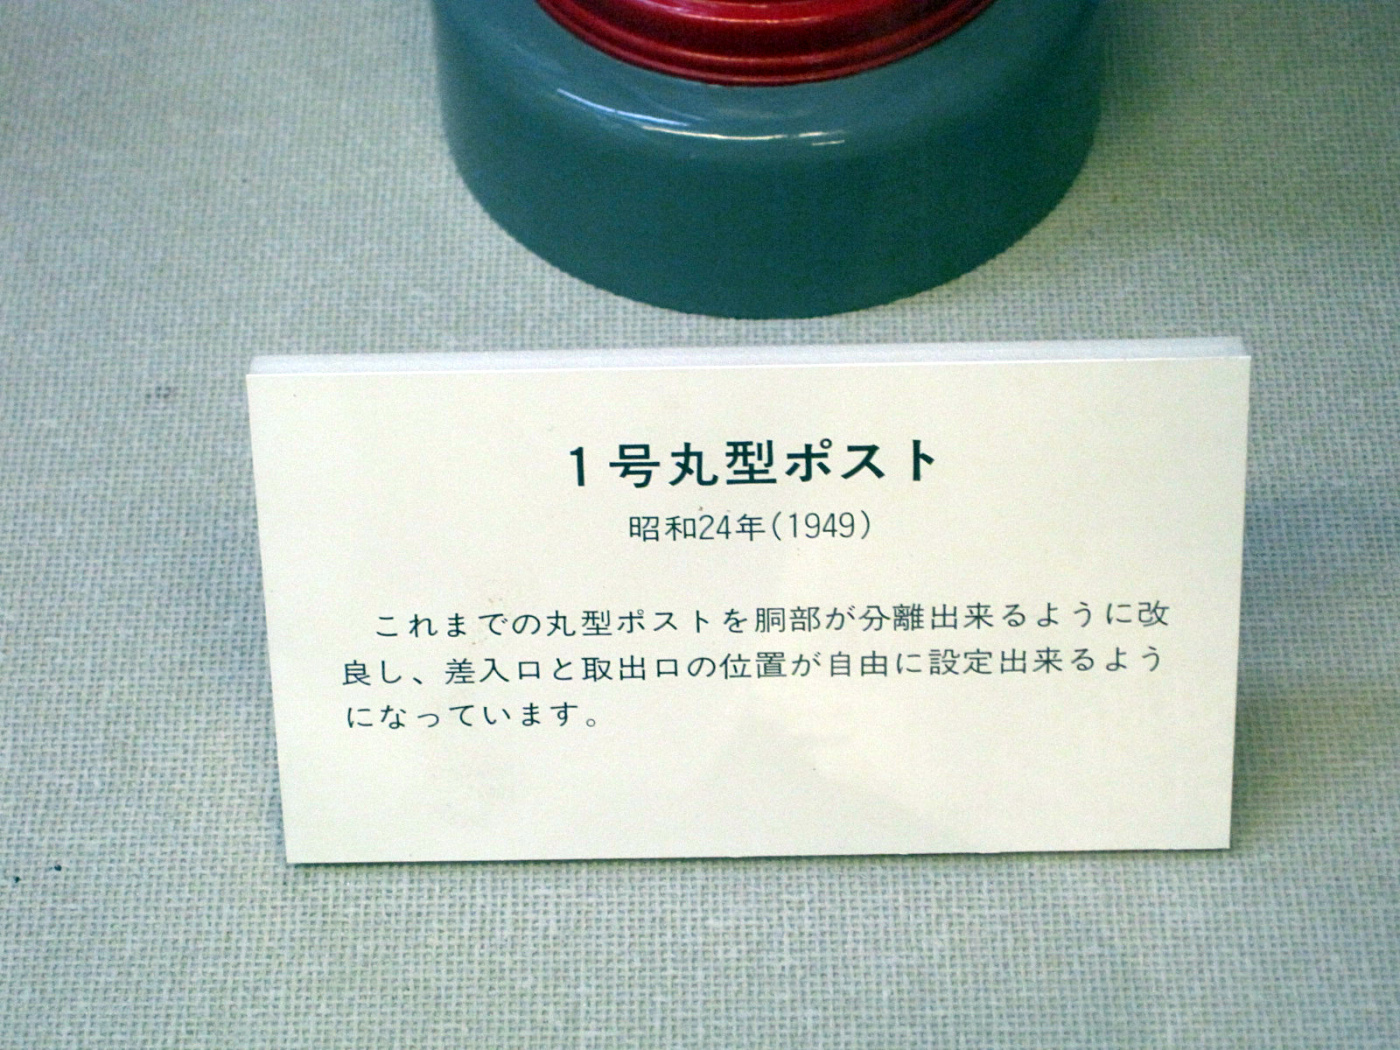 1号丸型ポスト
昭和24年(1949)
これまでの丸型ポストを胴部が分離出来るように改
良し、差入口と取出口の位置が自由に設定出来るよう
になっています。